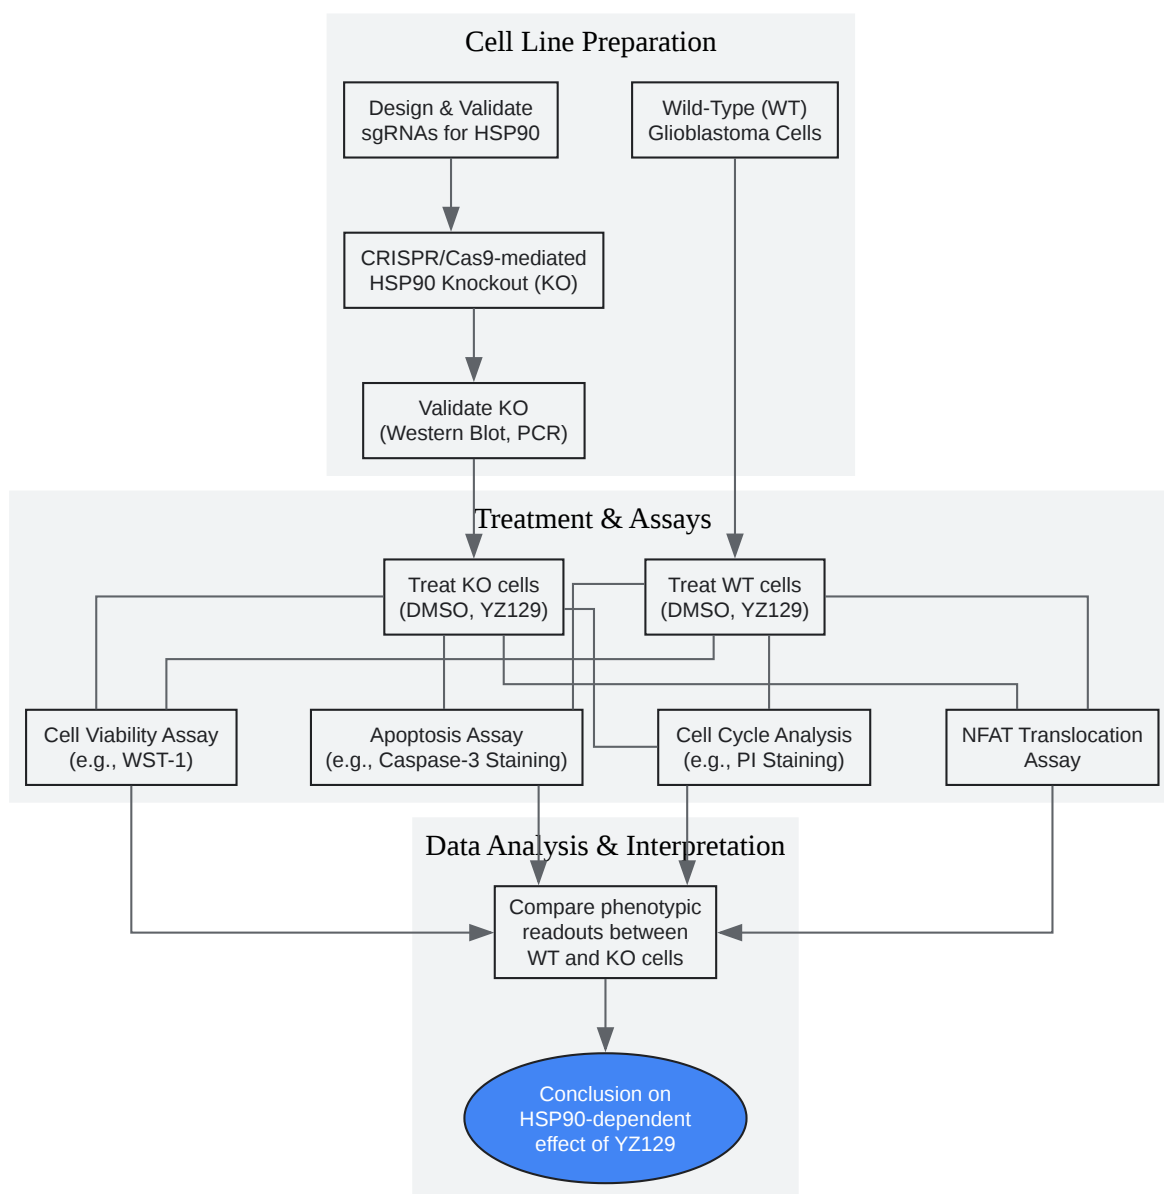 Cell Line Preparation
Design & Validate
sgRNAs for HSP90
Wild-Type (WT)
Glioblastoma Cells
CRISPR/Cas9-mediated
HSP90 Knockout (KO)
Validate KO
(Western Blot, PCR)
Treatment & Assays
Treat KO cells
(DMSO, YZ129)
Treat WT cells
(DMSO, YZ129)
Cell Viability Assay
(e.g., WST-1)
Apoptosis Assay
(e.g., Caspase-3 Staining)
Cell Cycle Analysis
(e.g., PI Staining)
NFAT Translocation
Assay
Data Analysis & Interpretation
Compare phenotypic
readouts between
WT and KO cells
Conclusion on
HSP90-dependent
effect of YZ129